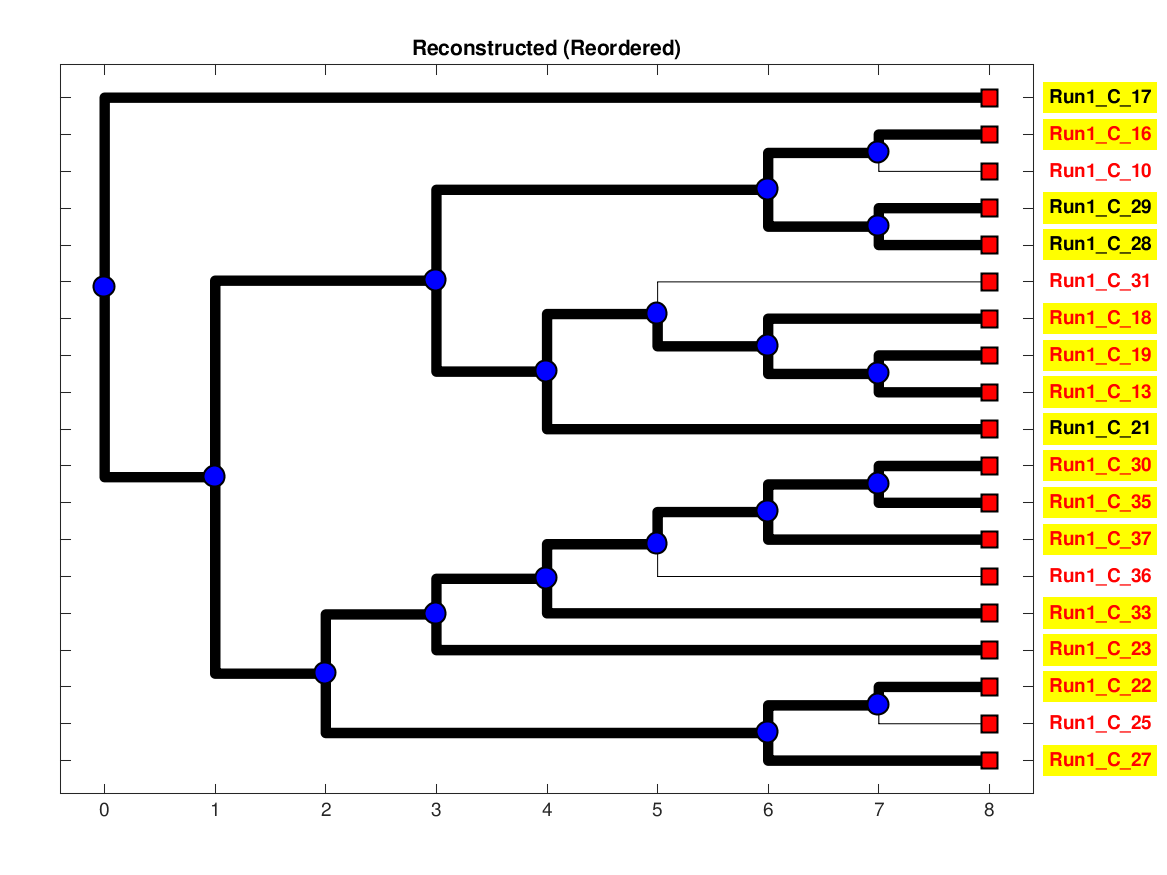 Reconstructed (Reordered)
Run1_C_17
Run1_C_16
Run1_C_10
Run1_C_29
Run1_C_28
Run1_C_31
Run1_C_18
Run1_C_19
Run1_C_13
Run1_C_21
Run1_C_30
Run1_C_35
Run1_C_37
Run1_C_36
Run1_C_33
Run1_C_23
Run1_C_22
Run1_C_25
Run1_C_27
0 1 2 3 4 5 6 7 8